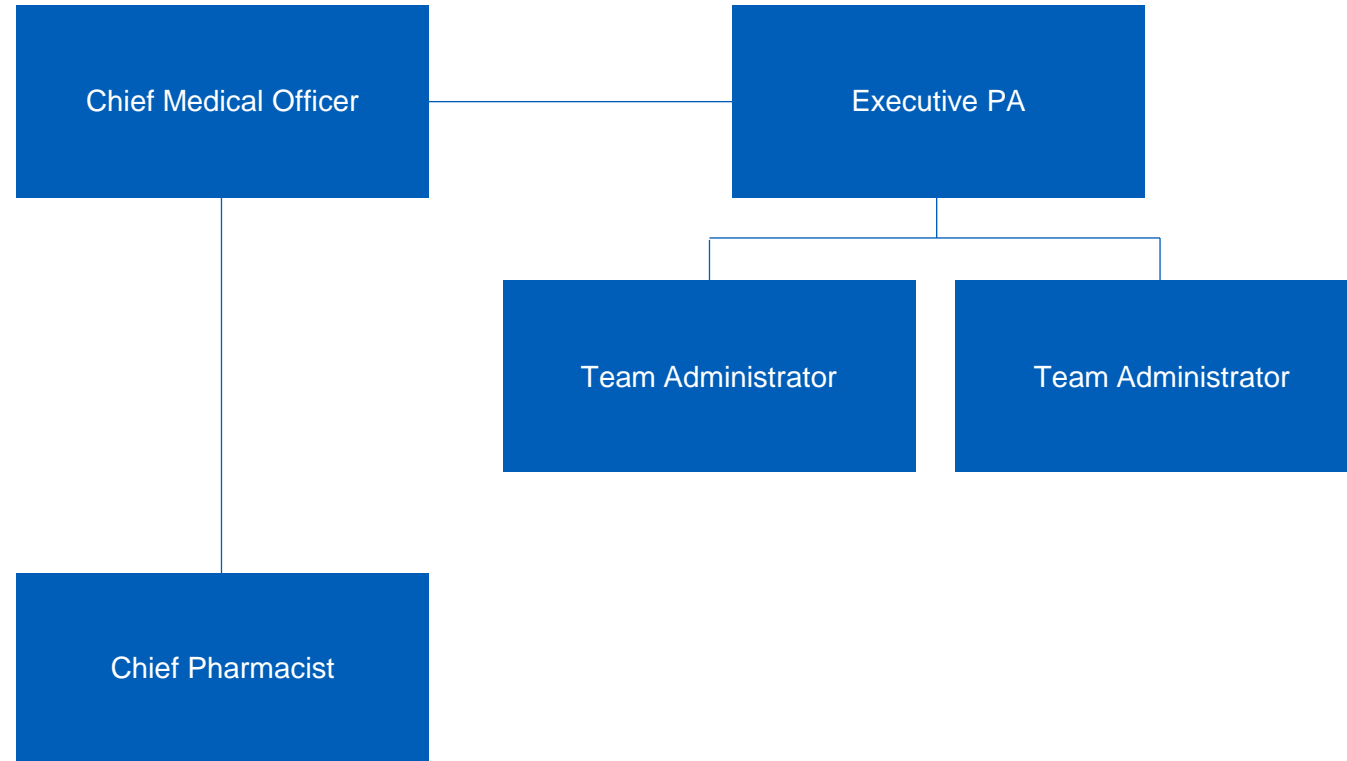 Chief Medical Officer
Executive PA
Team Administrator
Team Administrator
Chief Pharmacist